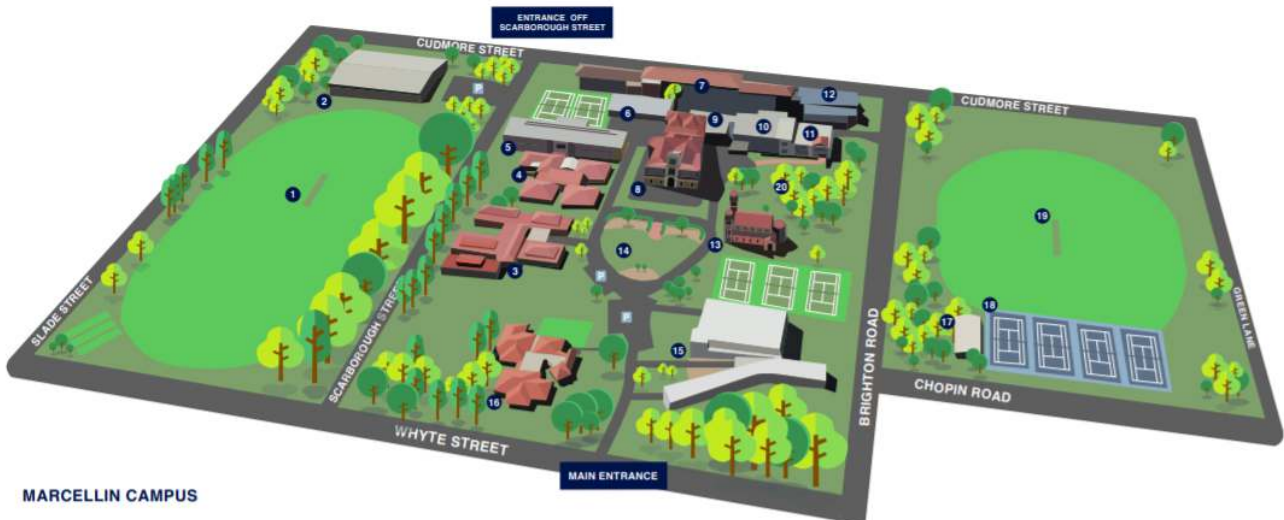 ENTRANCE OFF
SCARBOROUGH STREET
CUDMORE STREET
P
2
7
12
CUDMORE STREET
6
9
10
11
5
4
8
20
1
3
14
13
19
P
SLADE STREET
SCARBOROUGH STREET
P
15
17
18
GREEN LANE
BRIGHTON ROAD
CHOPIN ROAD
16
WHYTE STREET
MAIN ENTRANCE
MARCELLIN CAMPUS